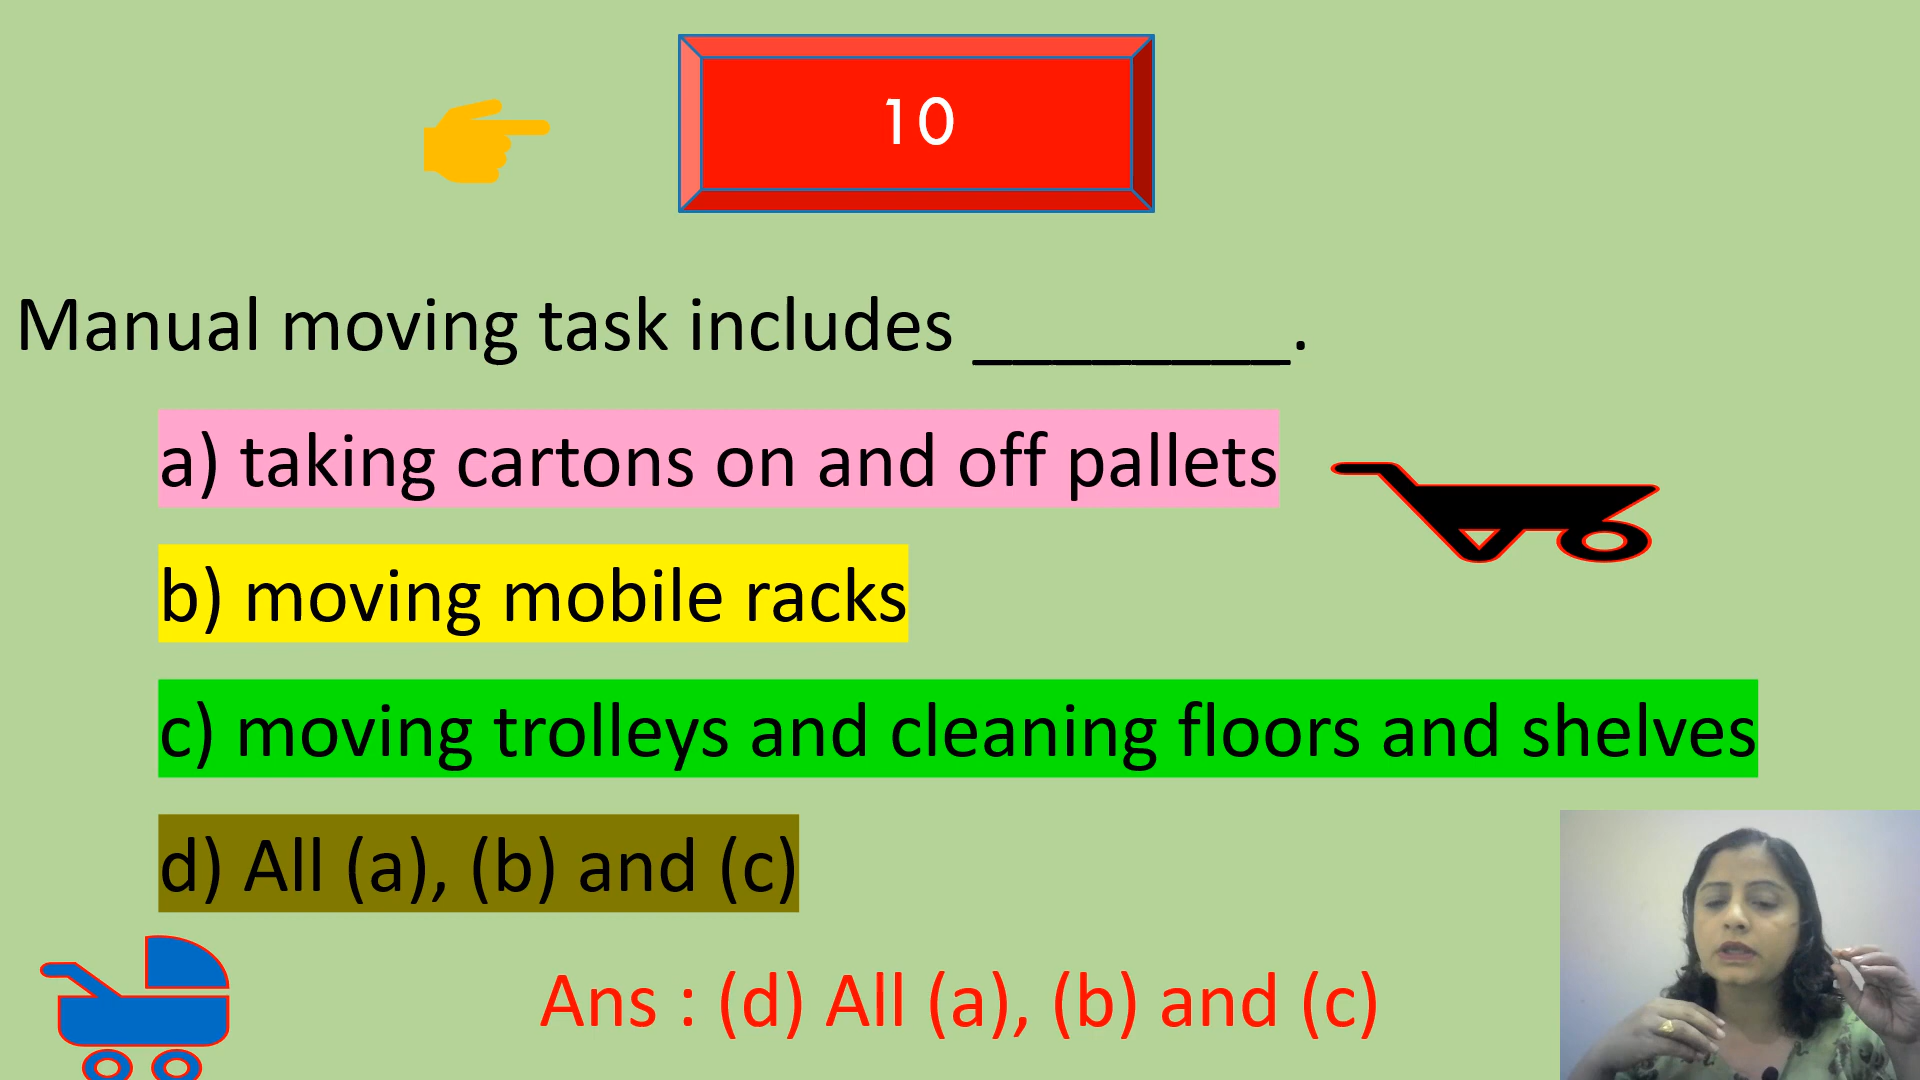 10
Manual moving task includes ________.
a) taking cartons on and off pallets
b) moving mobile racks
c) moving trolleys and cleaning floors and shelves
d) All (a), (b) and (c)
Ans : (d) All (a), (b) and (c)